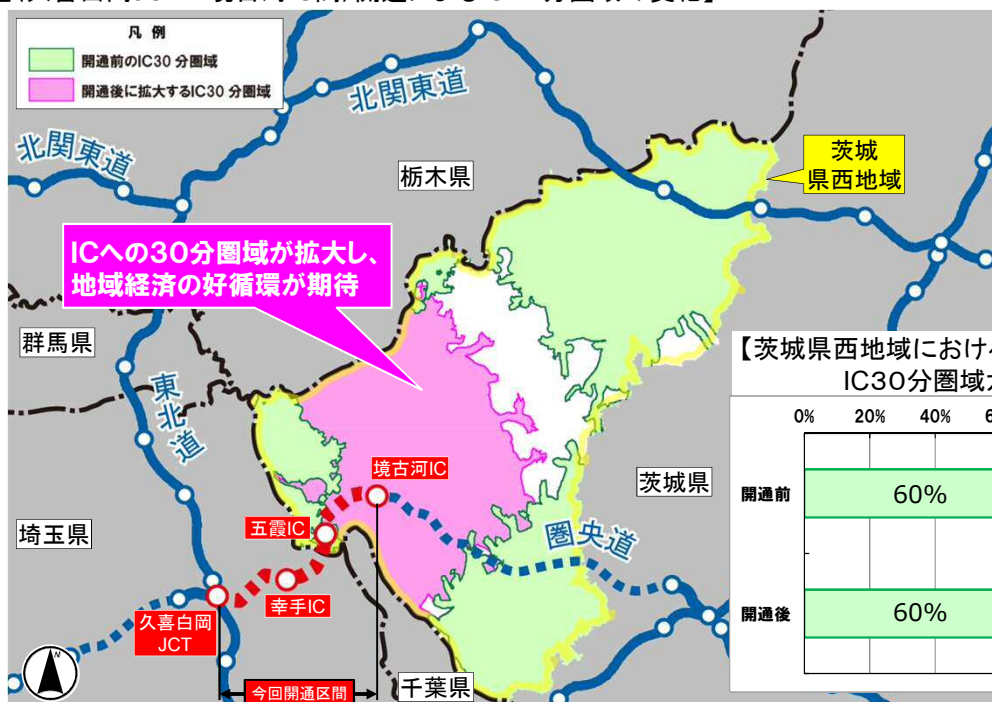 凡 例
開通前のIC30 分圏域
開通後に拡大するIC30 分圏域
北関東道
北関東道
栃木県
茨城
県西地域
ICへの30分圏域が拡大し、
地域経済の好循環が期待
群馬県
【茨城県西地域におけ
IC30分圏域
0%
20%
40%
東北道
境古河IC
茨城県
開通前
60%
埼玉県
五霞IC
圏央道
幸手IC
開通後
60%
久喜白岡
JCT
N
今回開通区間
千葉県